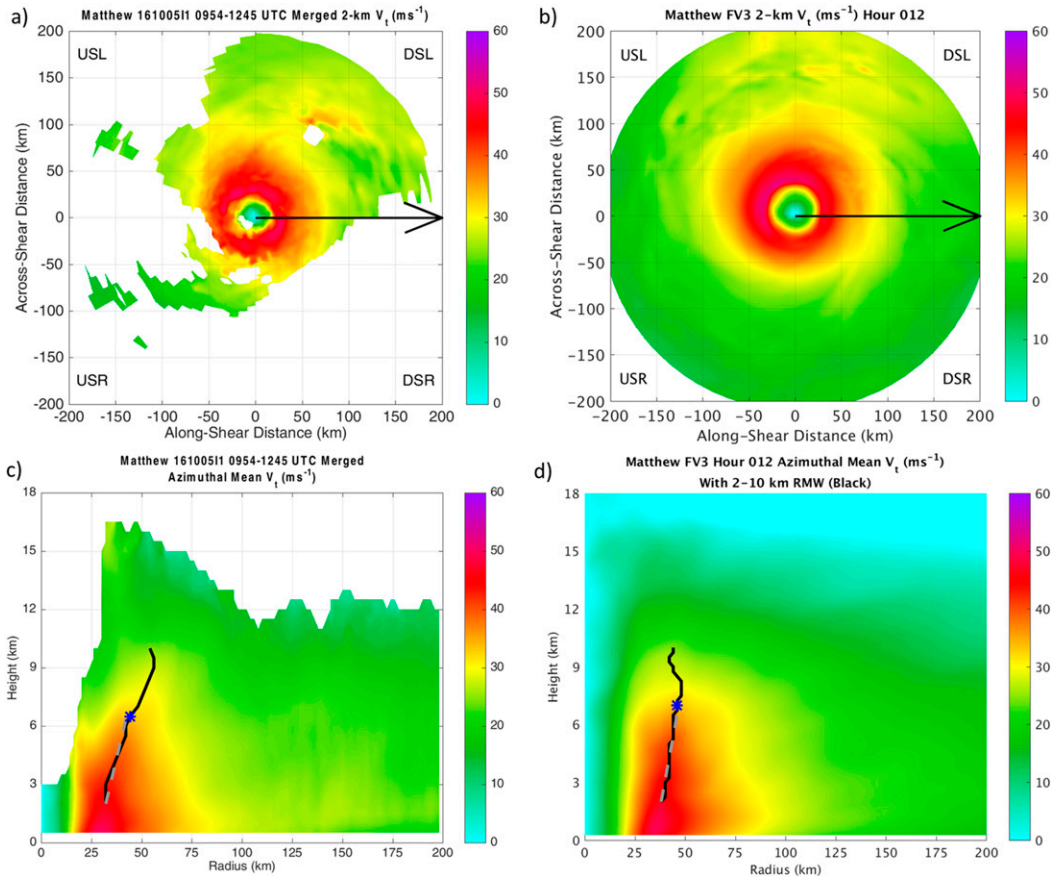 a)
Matthew 161005I1 0954-1245 UTC Merged 2-km Vt (ms-1)
USL
DSL
USR
DSR
200
150
100
50
0
-50
-100
-150
-200
Across-Shear Distance (km)
-200 -150 -100 -50 0 50 100 150 200
Along-Shear Distance (km)
60
50
40
30
20
10
0
b)
Matthew FV3 2-km Vt (ms-1) Hour 012
USL
DSL
USR
DSR
200
150
100
50
0
-50
-100
-150
-200
Across-Shear Distance (km)
-200 -150 -100 -50 0 50 100 150 200
Along-Shear Distance (km)
60
50
40
30
20
10
0
c)
Matthew 161005I1 0954-1245 UTC Merged
Azimuthal Mean Vt (ms-1)
18
15
12
9
6
3
0
Height (km)
0 25 50 75 100 125 150 175 200
Radius (km)
60
50
40
30
20
10
0
d)
Matthew FV3 Hour 012 Azimuthal Mean Vt (ms-1)
With 2-10 km RMW (Black)
18
15
12
9
6
3
0
Height (km)
0 25 50 75 100 125 150 175 200
Radius (km)
60
50
40
30
20
10
0